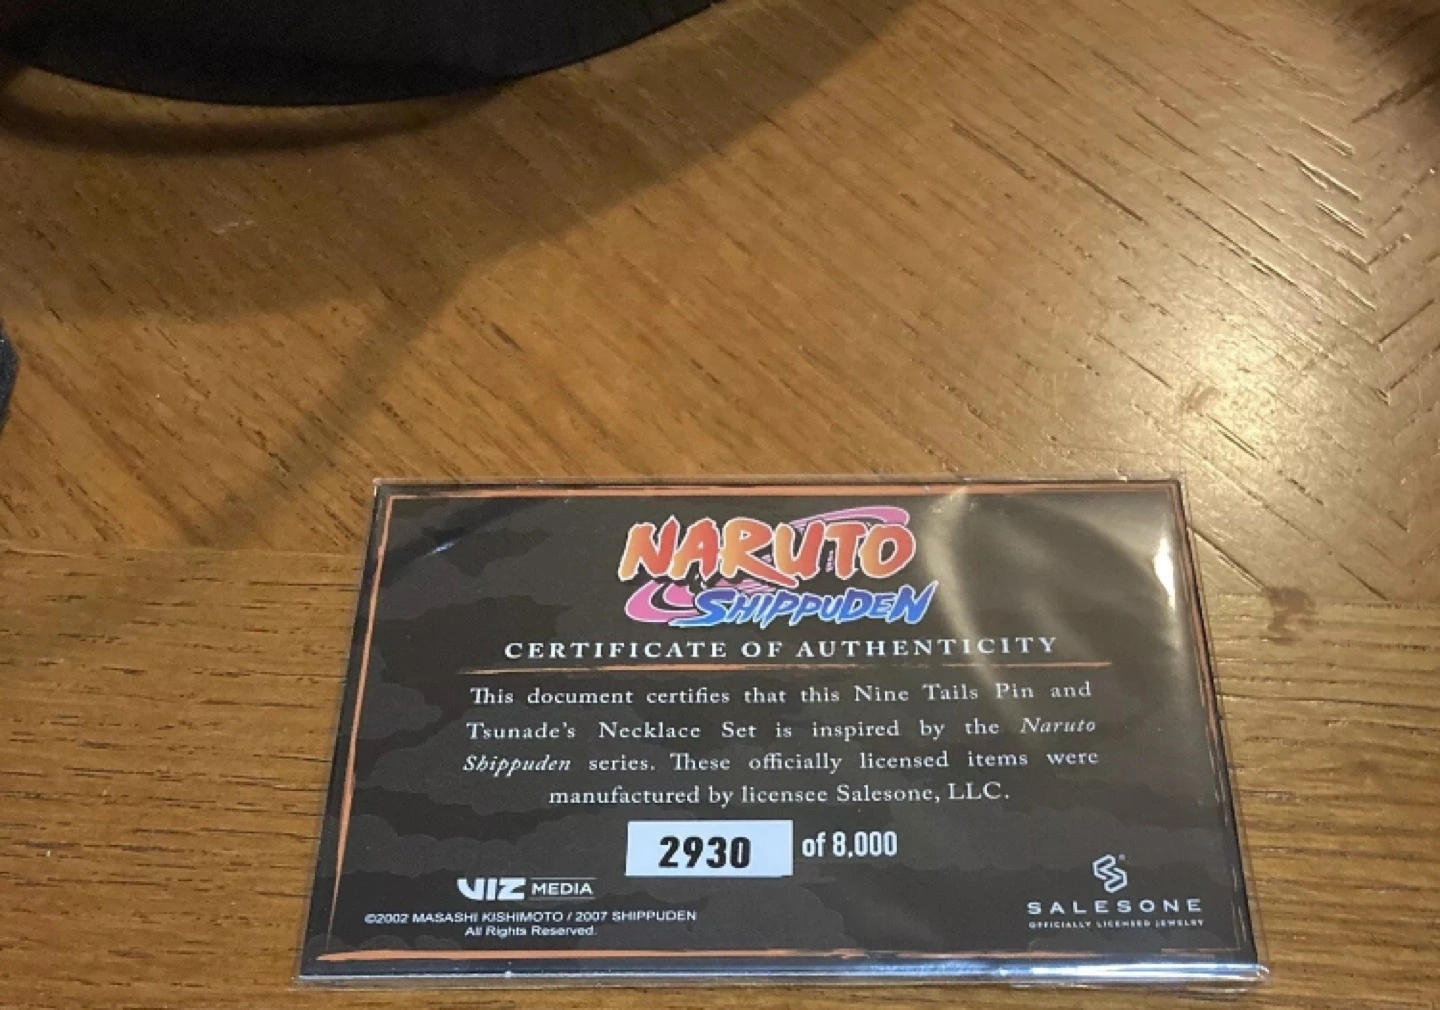 NARUTO
SHIPPUDEN
CERTIFICATE OF AUTHENTICITY
This document certifies that this Nine Tails Pin and
Tsunade's Necklace Set is inspired by the Naruto
Shippuden series. These officially licensed items were
manufactured by licensee Salesone, LLC.
2930 of 8,000
VIZ MEDIA
©2002 MASASHI KISHIMOTO / 2007 SHIPPUDEN
All Rights Reserved.
SALESONE
OFFICIALLY LICENSED JEWELRY